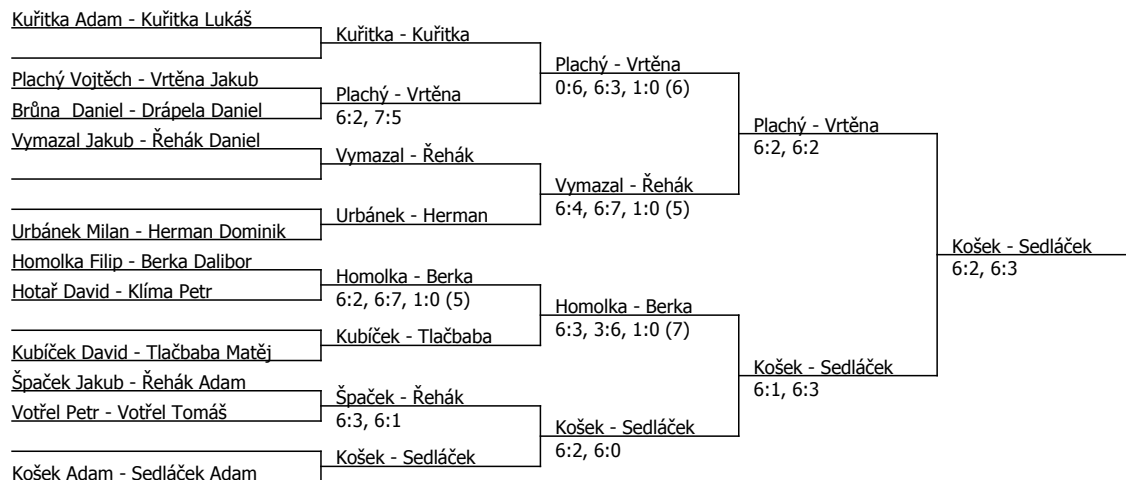 Kuřitka Adam - Kuřitka Lukáš
Kuřitka - Kuřitka
Plachý - Vrtěna
0:6, 6:3, 1:0 (6)
Plachý Vojtěch - Vrtěna Jakub
Plachý - Vrtěna
6:2, 7:5
Brůna  Daniel - Drápela Daniel
Plachý - Vrtěna
6:2, 6:2
Vymazal Jakub - Řehák Daniel
Vymazal - Řehák
Vymazal - Řehák
6:4, 6:7, 1:0 (5)
Urbánek - Herman
Urbánek Milan - Herman Dominik
Košek - Sedláček
6:2, 6:3
Homolka Filip - Berka Dalibor
Homolka - Berka
6:2, 6:7, 1:0 (5)
Hotař David - Klíma Petr
Homolka - Berka
6:3, 3:6, 1:0 (7)
Kubíček - Tlačbaba
Kubíček David - Tlačbaba Matěj
Košek - Sedláček
6:1, 6:3
Špaček Jakub - Řehák Adam
Špaček - Řehák
6:3, 6:1
Votřel Petr - Votřel Tomáš
Košek - Sedláček
6:2, 6:0
Košek - Sedláček
Košek Adam - Sedláček Adam